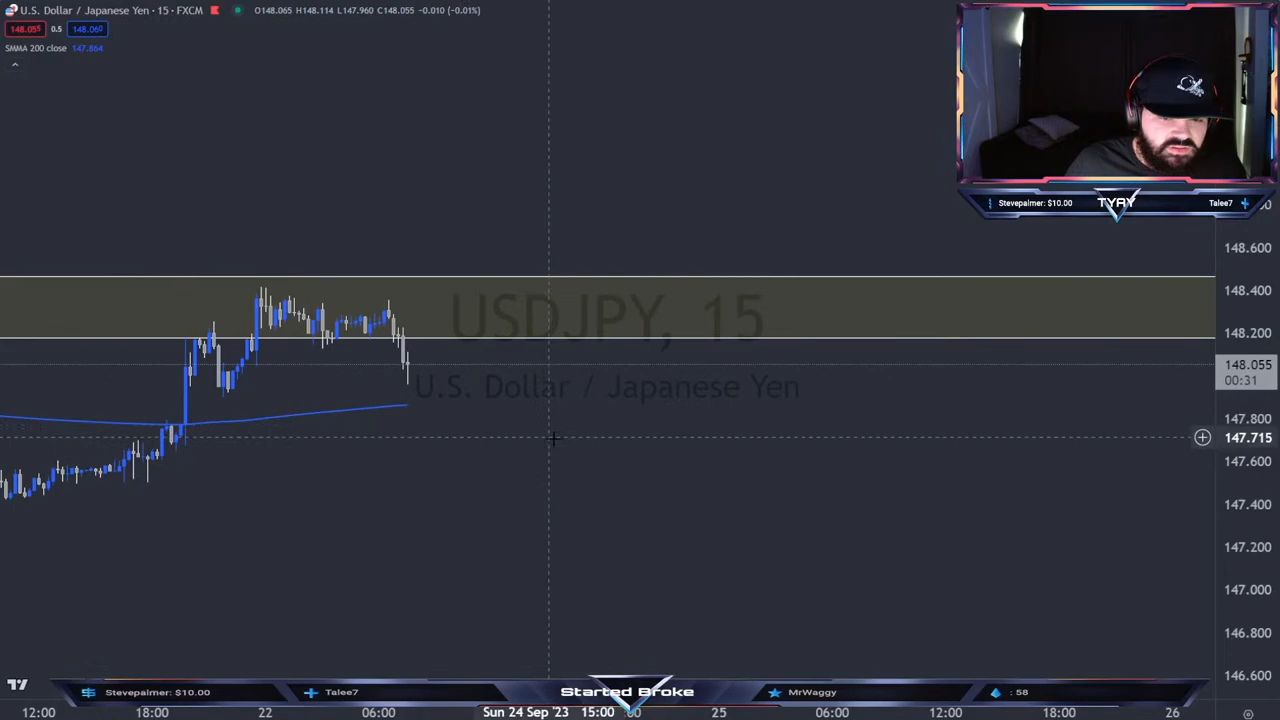 U.S. Dollar / Japanese Yen · 15 · FXCM
O148.065 H148.114 L147.960 C148.055 -0.010 (-0.01%)
148.055 0.5 148.060
SMMA 200 close 147.864
Stevepalmer: $10.00 TYAY Talee7
148.600
148.400
148.200
148.055
00:31
147.800
147.715
147.600
147.400
147.200
147.000
146.800
146.600
USDJPY, 15
U.S. Dollar / Japanese Yen
Stevepalmer: $10.00 Talee7 Started Broke MrWaggy : 58
12:00 18:00 22 06:00 Sun 24 Sep '23 15:00 :00 25 06:00 12:00 18:00 26